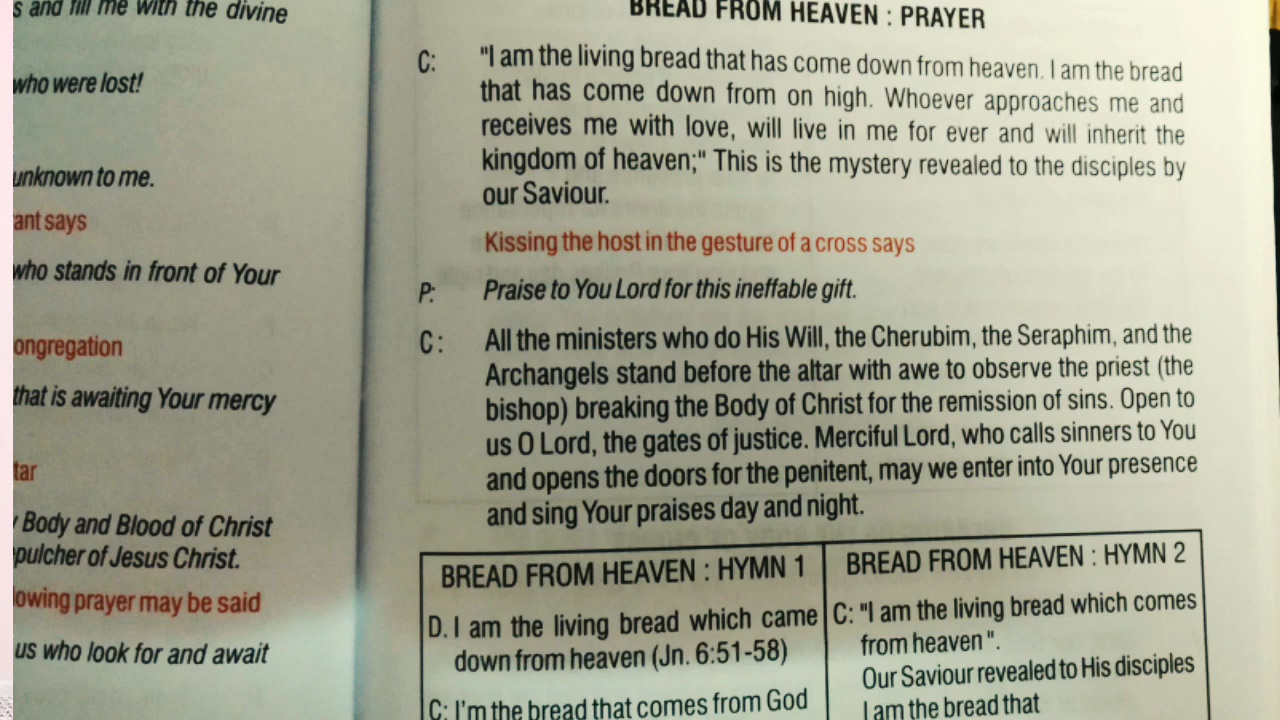 s and fill me with the divine
who were lost!
unknown to me.
ant says
who stands in front of Your
ongregation
that is awaiting Your mercy
tar
Body and Blood of Christ
pulcher of Jesus Christ.
owing prayer may be said
us who look for and await
BREAD FROM HEAVEN : PRAYER
C: "I am the living bread that has come down from heaven. I am the bread
that has come down from on high. Whoever approaches me and
receives me with love, will live in me for ever and will inherit the
kingdom of heaven;" This is the mystery revealed to the disciples by
our Saviour.
Kissing the host in the gesture of a cross says
P: Praise to You Lord for this ineffable gift.
C: All the ministers who do His Will, the Cherubim, the Seraphim, and the
Archangels stand before the altar with awe to observe the priest (the
bishop) breaking the Body of Christ for the remission of sins. Open to
us O Lord, the gates of justice. Merciful Lord, who calls sinners to You
and opens the doors for the penitent, may we enter into Your presence
and sing Your praises day and night.
BREAD FROM HEAVEN : HYMN 1
D. I am the living bread which came
down from heaven (Jn. 6:51-58)
C: I'm the bread that comes from God
BREAD FROM HEAVEN : HYMN 2
C: "I am the living bread which comes
from heaven ".
Our Saviour revealed to His disciples
I am the bread that